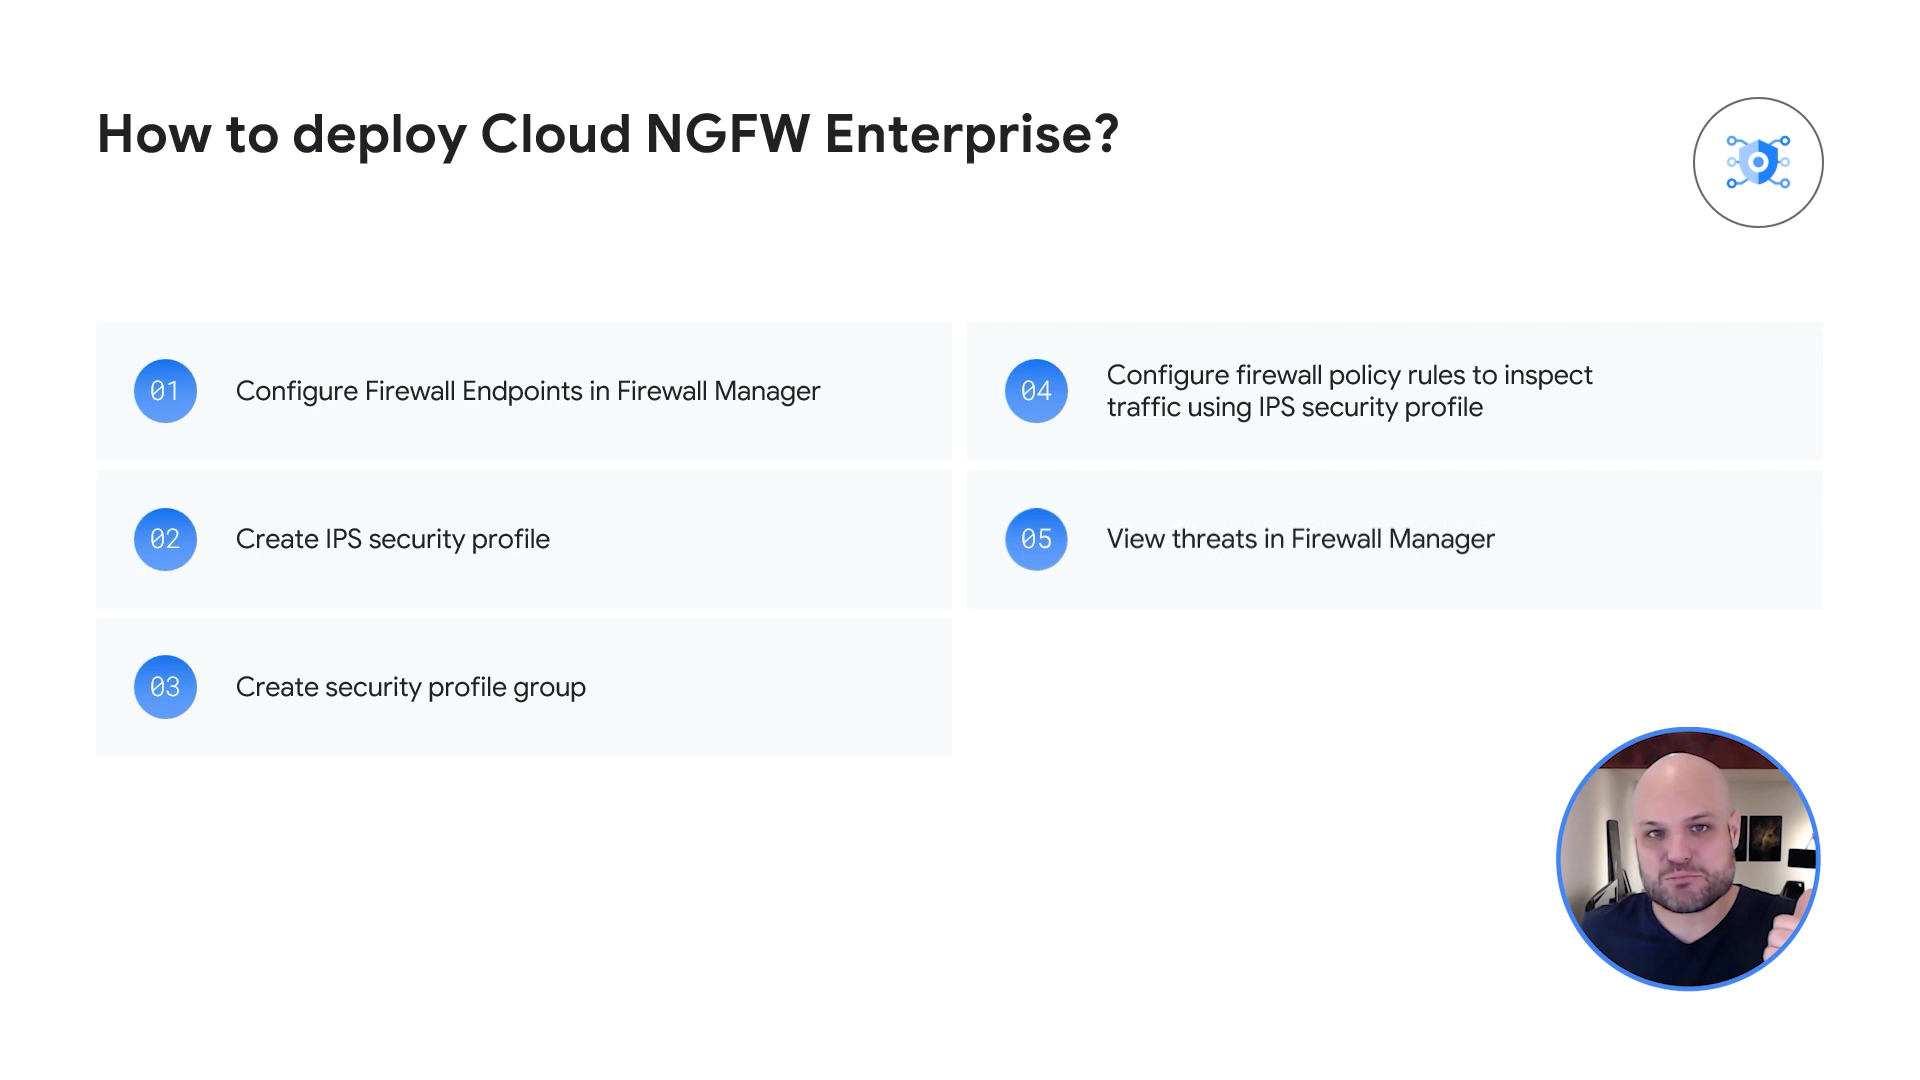 How to deploy Cloud NGFW Enterprise?
01
Configure Firewall Endpoints in Firewall Manager
02
Create IPS security profile
03
Create security profile group
04
Configure firewall policy rules to inspect
traffic using IPS security profile
05
View threats in Firewall Manager